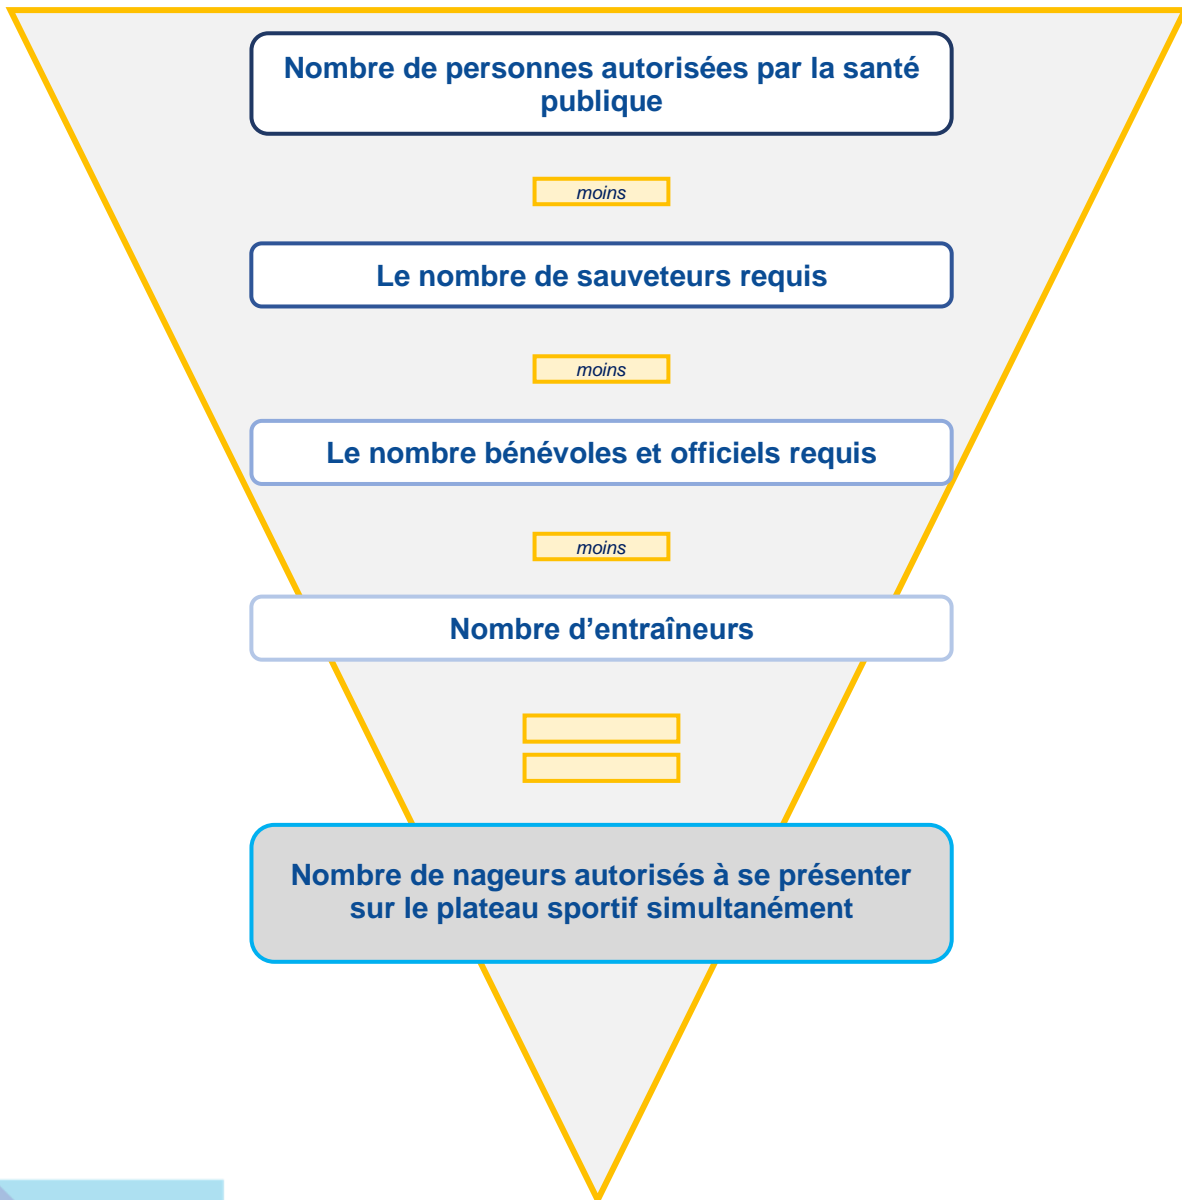 Nombre de personnes autorisées par la santé
publique
moins
Le nombre de sauveteurs requis
moins
Le nombre bénévoles et officiels requis
moins
Nombre d’entraîneurs
Nombre de nageurs autorisés à se présenter
sur le plateau sportif simultanément